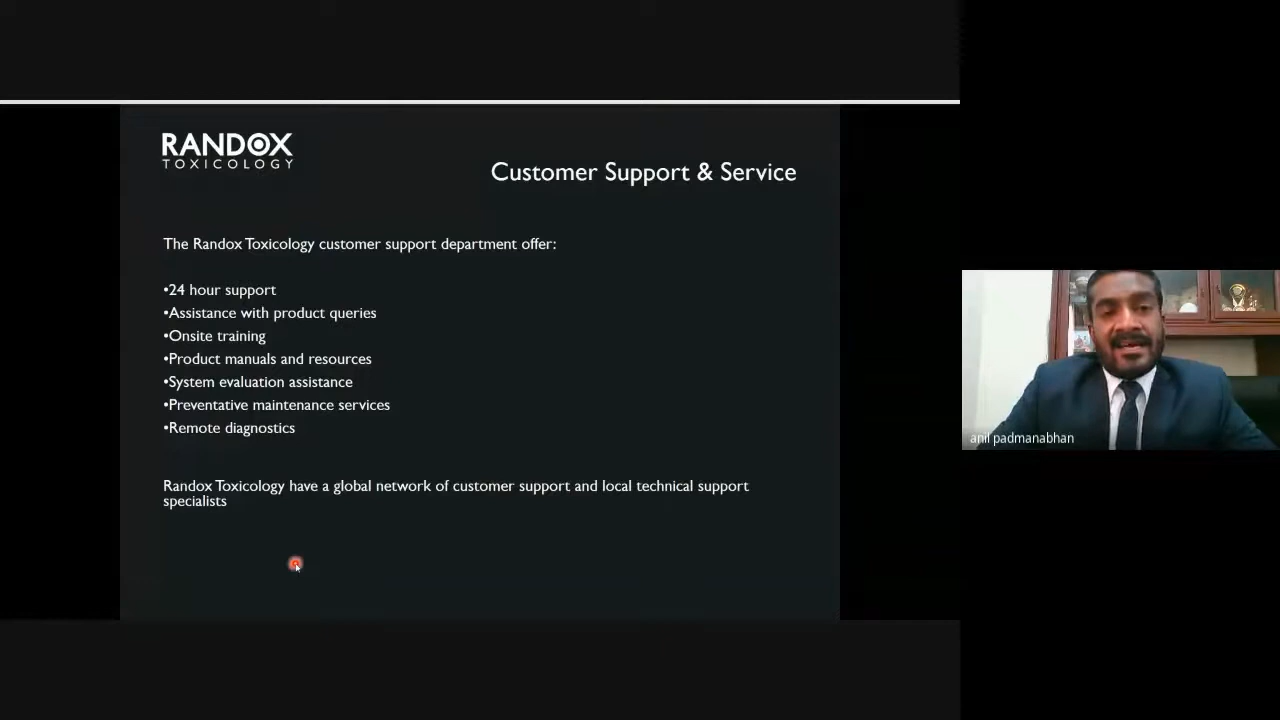 RANDOX
TOXICOLOGY
Customer Support & Service
The Randox Toxicology customer support department offer:
•24 hour support
•Assistance with product queries
•Onsite training
•Product manuals and resources
•System evaluation assistance
•Preventative maintenance services
•Remote diagnostics
Randox Toxicology have a global network of customer support and local technical support
specialists
anil padmanabhan